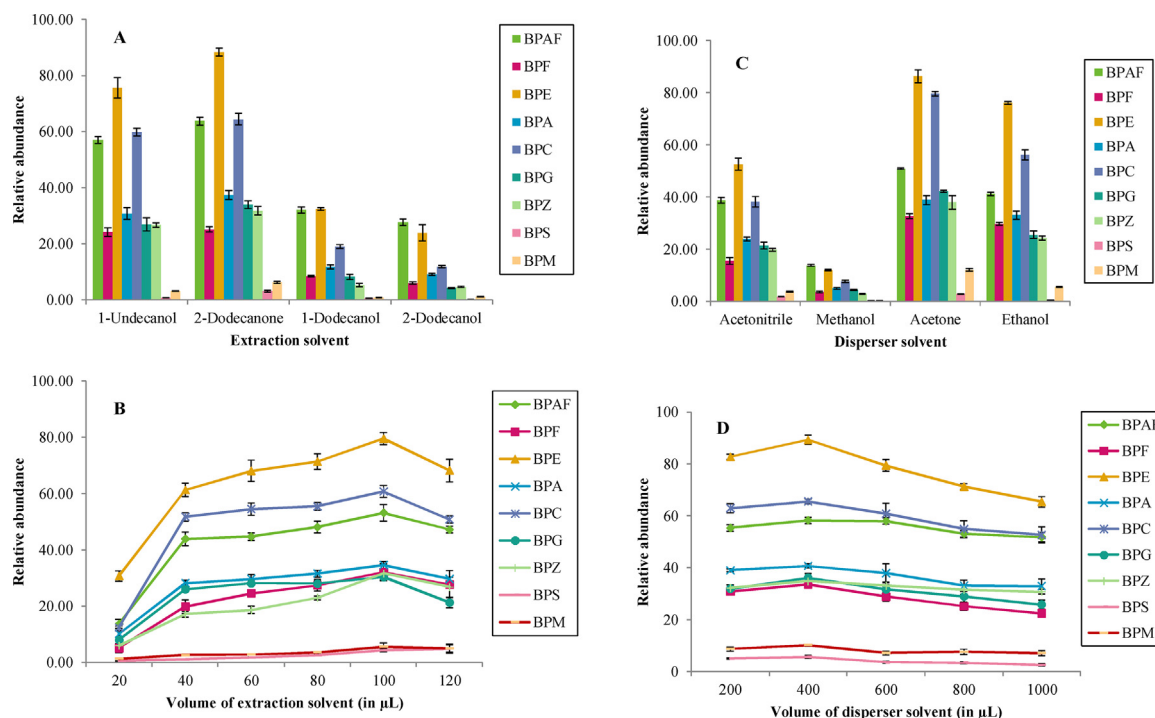 A
Relative abundance
100.00
80.00
60.00
40.00
20.00
0.00
1-Undecanol 2-Dodecanone 1-Dodecanol 2-Dodecanol
Extraction solvent
BPAF
BPF
BPE
BPA
BPC
BPG
BPZ
BPS
BPM
C
Relative abundance
100.00
80.00
60.00
40.00
20.00
0.00
Acetonitrile Methanol Acetone Ethanol
Disperser solvent
BPAF
BPF
BPE
BPA
BPC
BPG
BPZ
BPS
BPM
B
Relative abundance
100.00
80.00
60.00
40.00
20.00
0.00
20 40 60 80 100 120
Volume of extraction solvent (in µL)
BPAF
BPF
BPE
BPA
BPC
BPG
BPZ
BPS
BPM
D
Relative abundance
100
80
60
40
20
0
200 400 600 800 1000
Volume of disperser solvent (in µL)
BPAF
BPF
BPE
BPA
BPC
BPG
BPZ
BPS
BPM